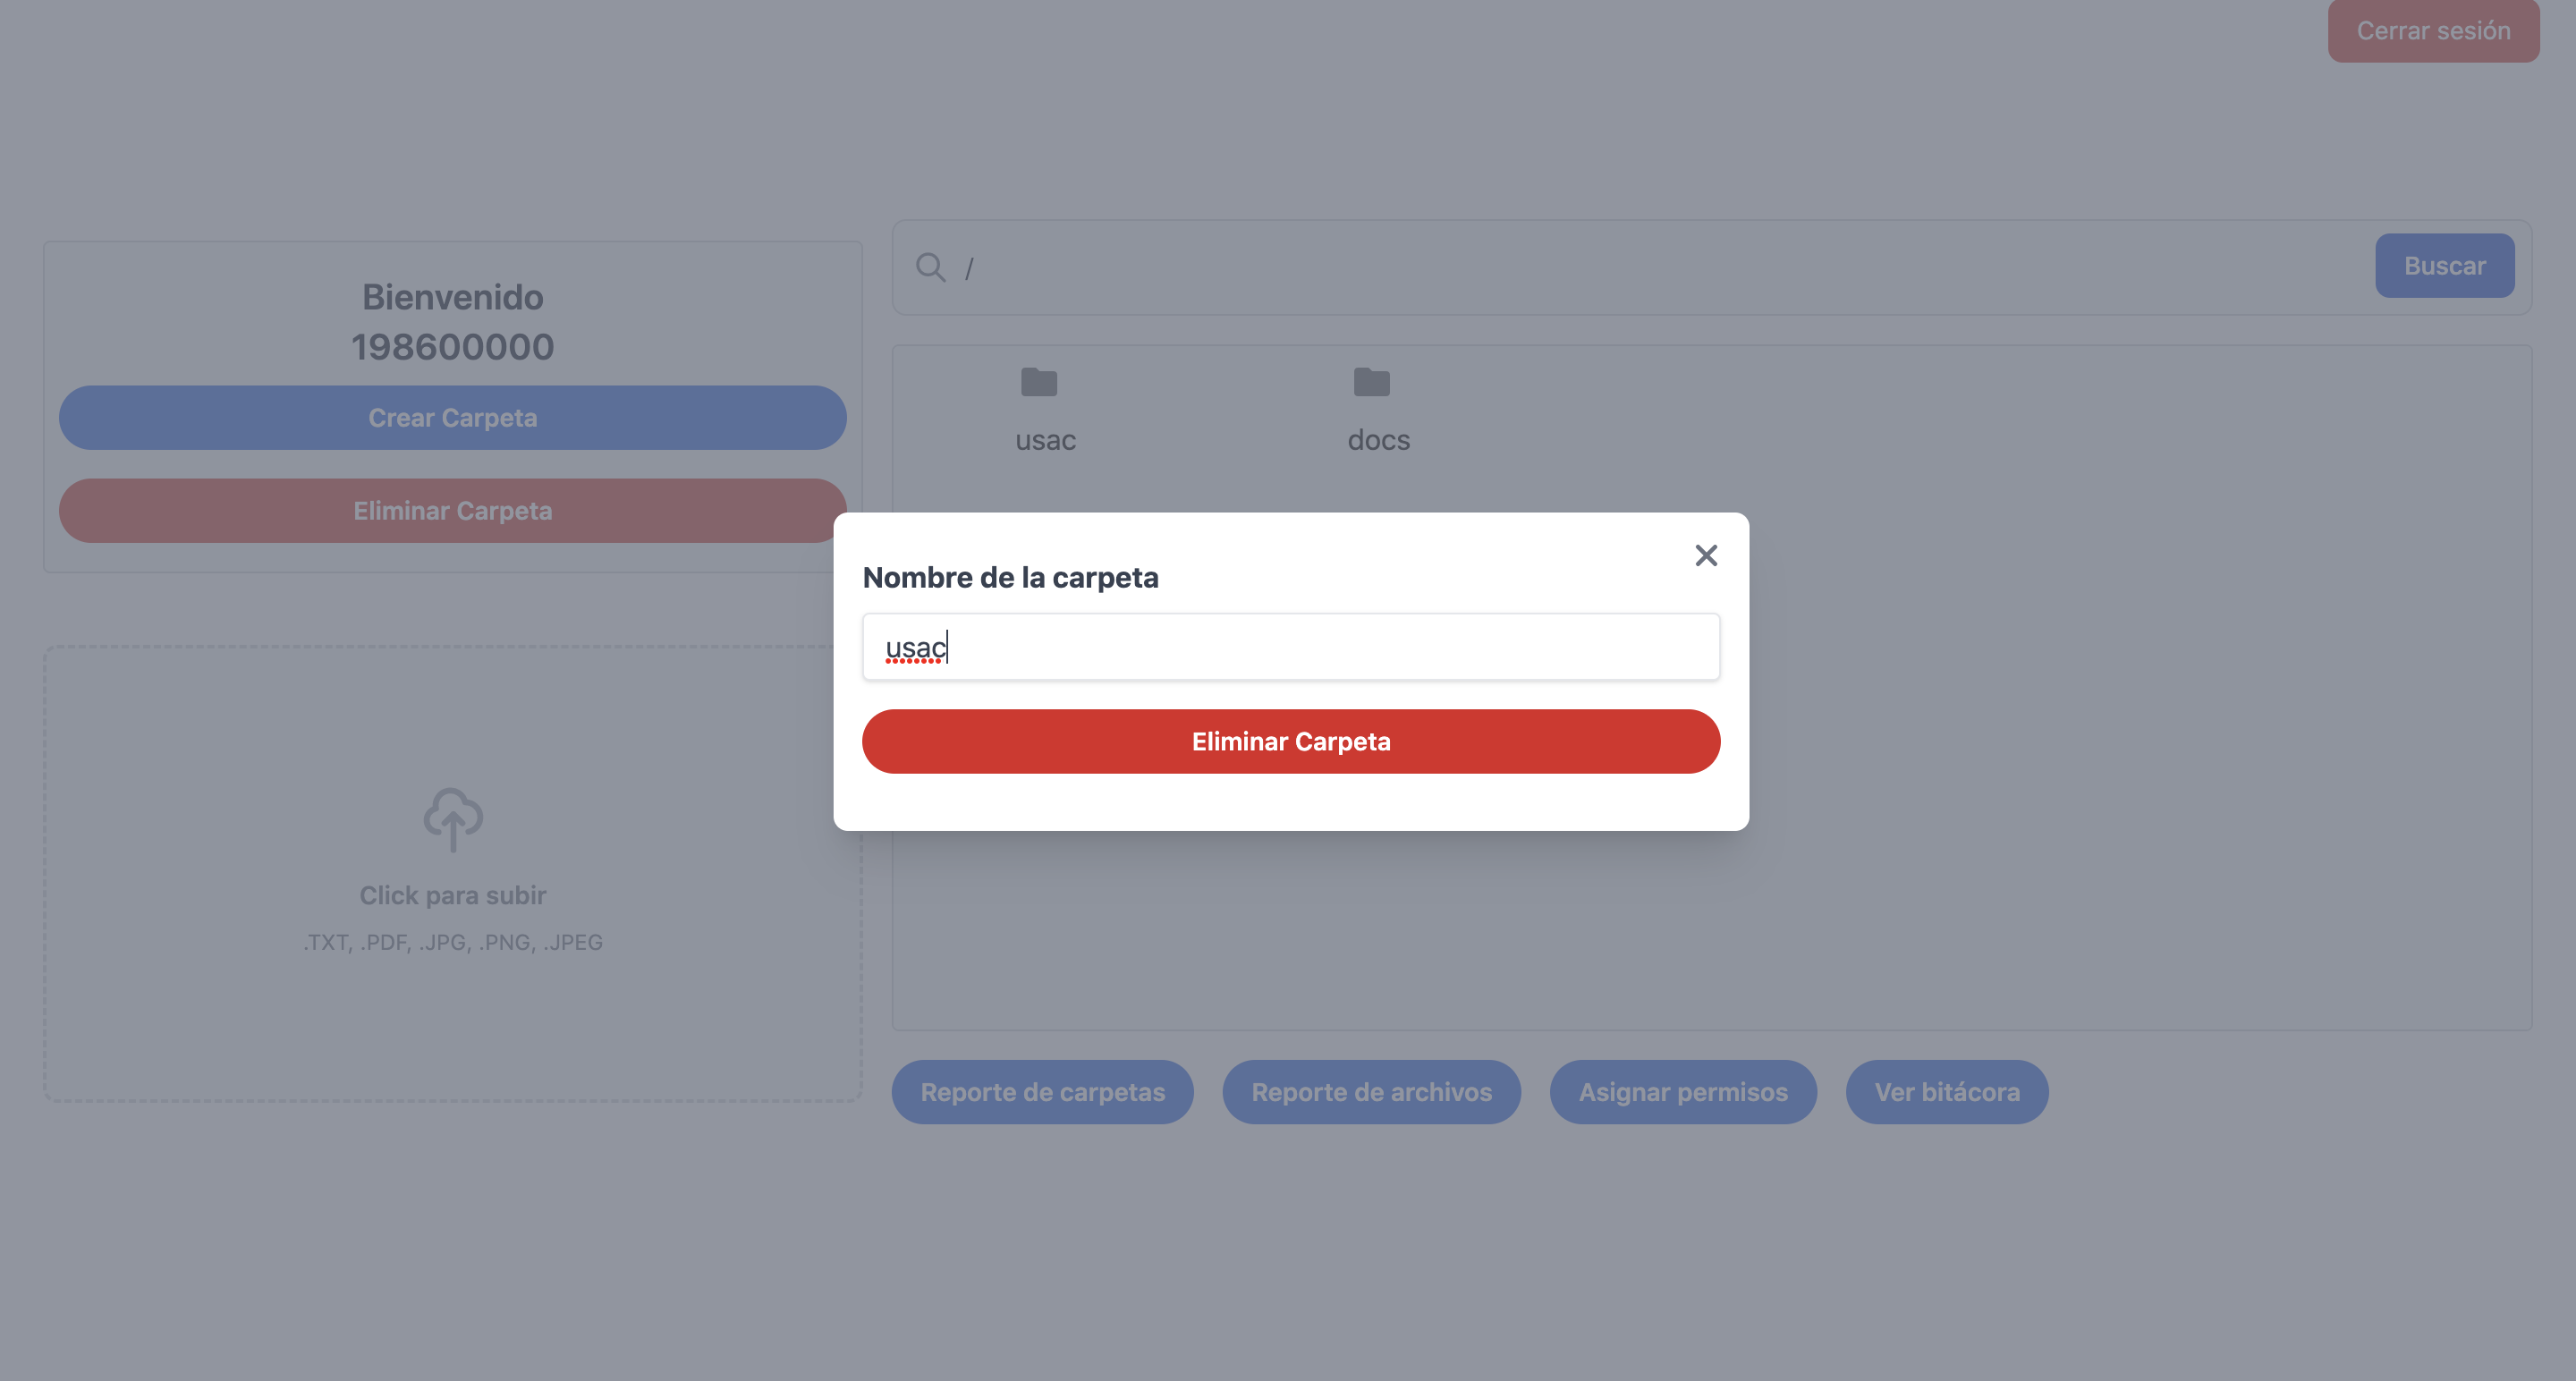 Cerrar sesión
Bienvenido
198600000
Crear Carpeta
Eliminar Carpeta
Click para subir
.TXT, .PDF, .JPG, .PNG, .JPEG
/
Buscar
usac
docs
Nombre de la carpeta
usac
Eliminar Carpeta
Reporte de carpetas
Reporte de archivos
Asignar permisos
Ver bitácora